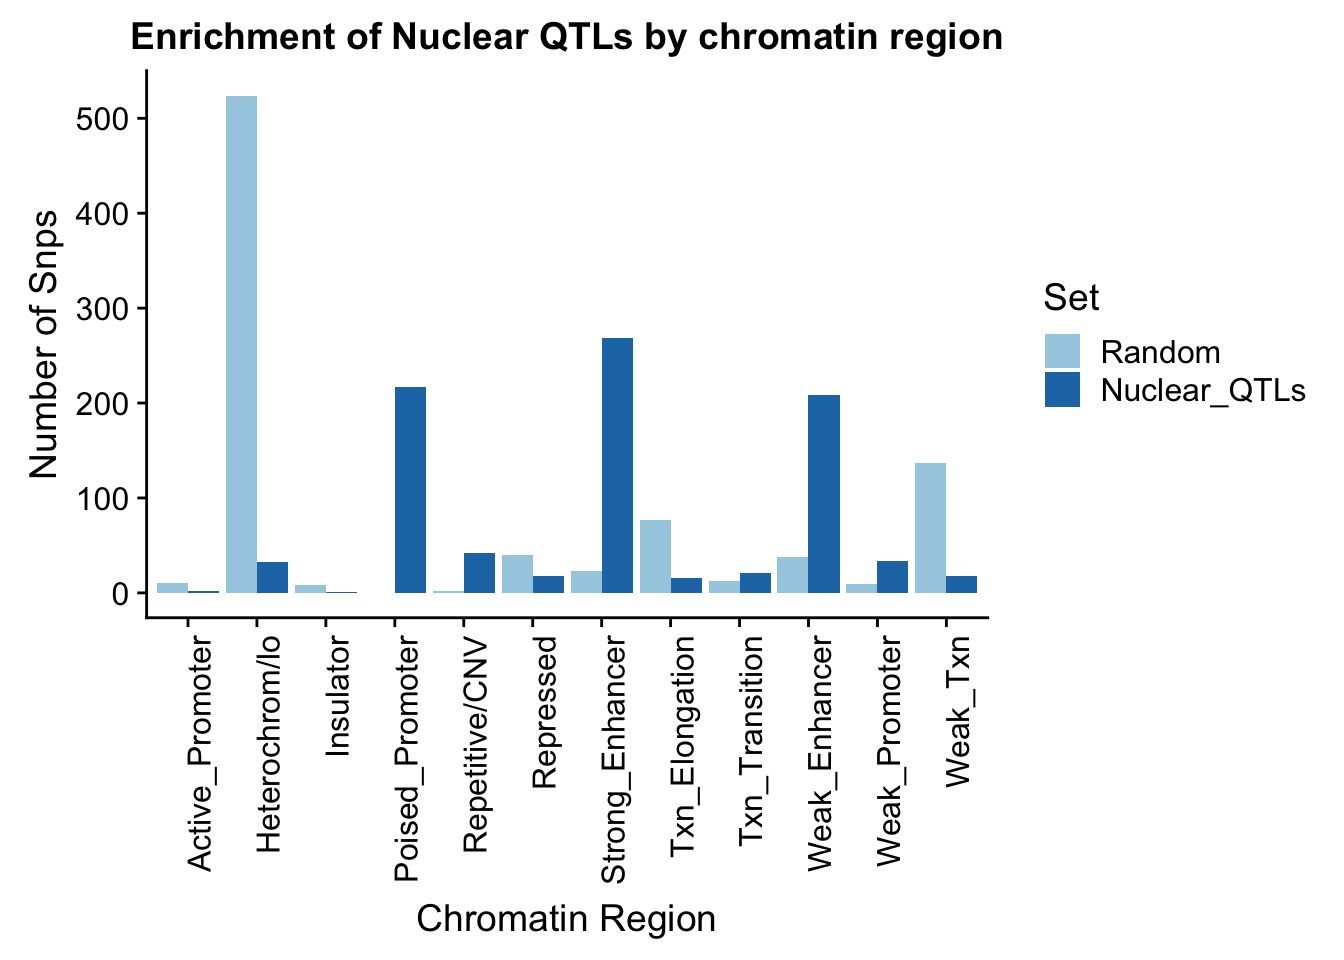 Enrichment of Nuclear QTLs by chromatin region
Number of Snps
500
400
300
200
100
0
Active_Promoter
Heterochrom/lo
Insulator
Poised_Promoter
Repetitive/CNV
Repressed
Strong_Enhancer
Txn_Elongation
Txn_Transition
Weak_Enhancer
Weak_Promoter
Weak_Txn
Chromatin Region
Set
Random
Nuclear_QTLs